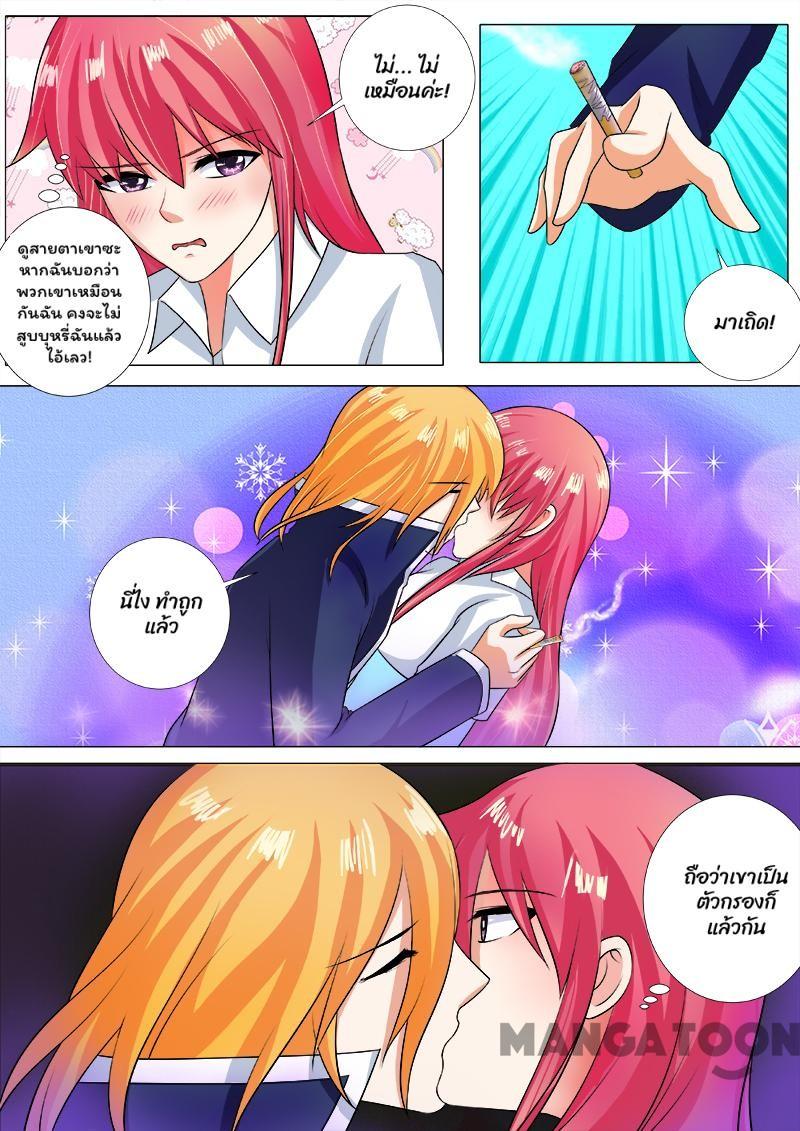 ไม่... ไม่
เหมือนค่ะ!
ดูสายตาเขาซะ
หากฉันบอกว่า
พวกเขาเหมือน
กันฉัน คงจะไม่
สูบบุหรี่ฉันแล้ว
ไอ้เลว!
มาเถิด!
นี่ไง ทำถูก
แล้ว
ถือว่าเขาเป็น
ตัวกรองก็
แล้วกัน
MANGATOON